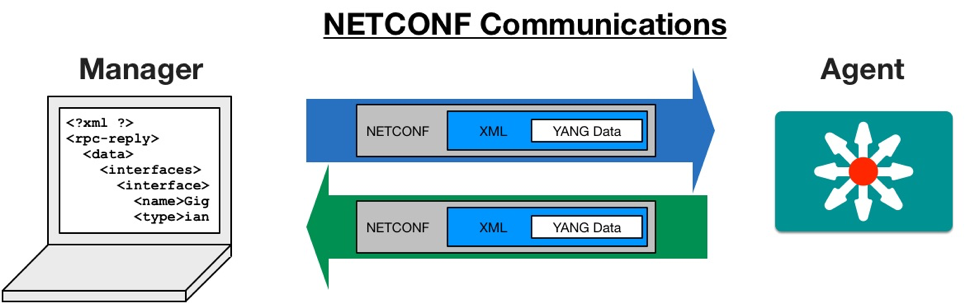 NETCONF Communications
Manager
Agent
<?xml ?>
<rpc-reply>
<data>
<interfaces>
<interface>
<name>Gig
<type>ian
NETCONF XML YANG Data
NETCONF XML YANG Data